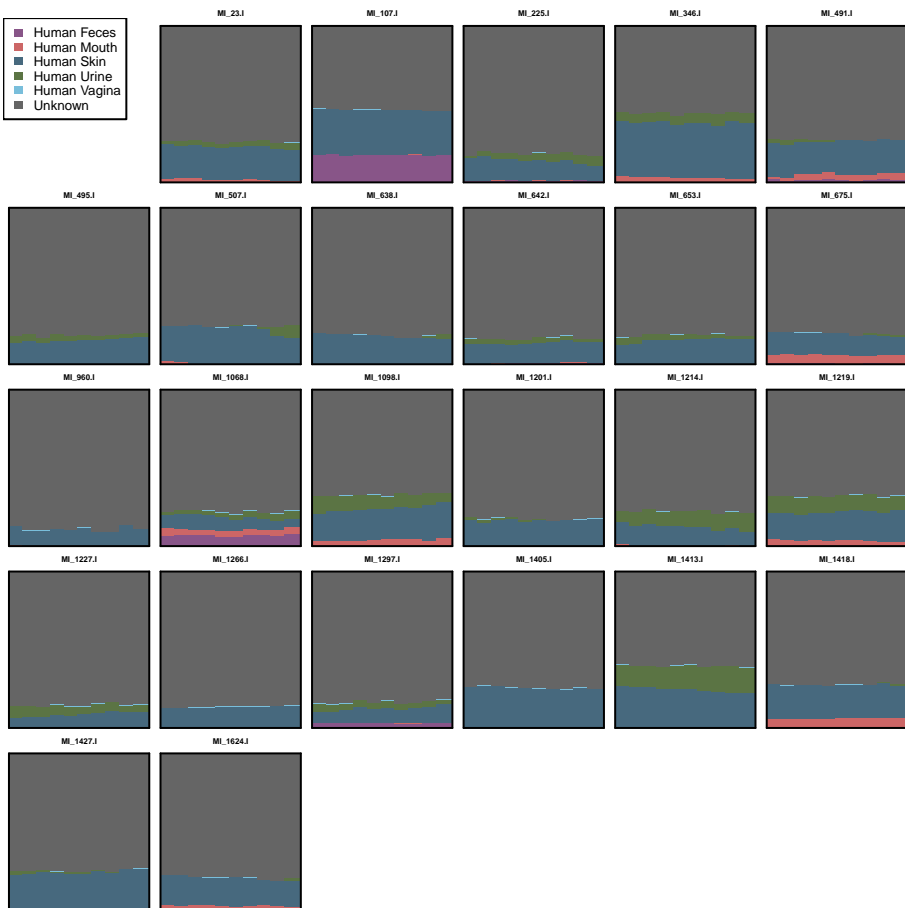 MI_23.I MI_107.I MI_225.I MI_346.I MI_491.I
Human Feces
Human Mouth
Human Skin
Human Urine
Human Vagina
Unknown
MI_495.I MI_507.I MI_638.I MI_642.I MI_653.I MI_675.I
MI_960.I MI_1068.I MI_1098.I MI_1201.I MI_1214.I MI_1219.I
MI_1227.I MI_1266.I MI_1297.I MI_1405.I MI_1413.I MI_1418.I
MI_1427.I MI_1624.I